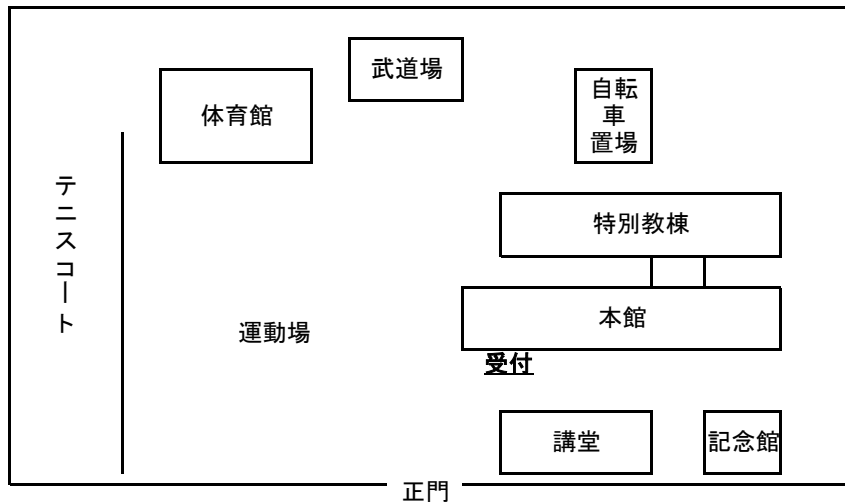 武道場
体育館
自転
車
置場
テニスコート
特別教棟
本館
運動場
受付
講堂
記念館
正門